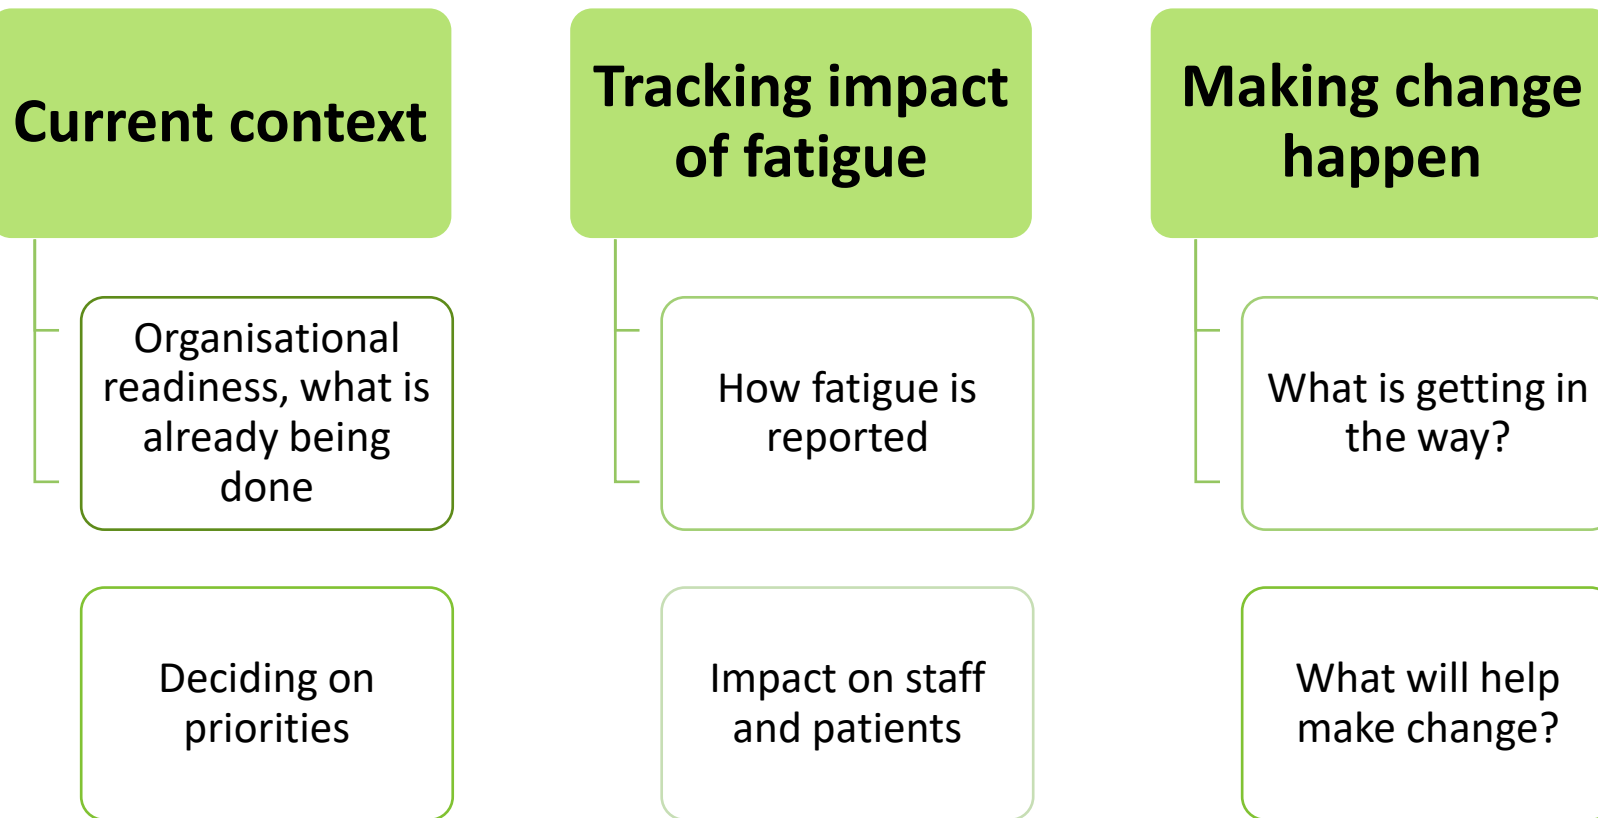 Current context
Organisational
readiness, what is
already being
done
Deciding on
priorities
Tracking impact
of fatigue
How fatigue is
reported
Impact on staff
and patients
Making change
happen
What is getting in
the way?
What will help
make change?